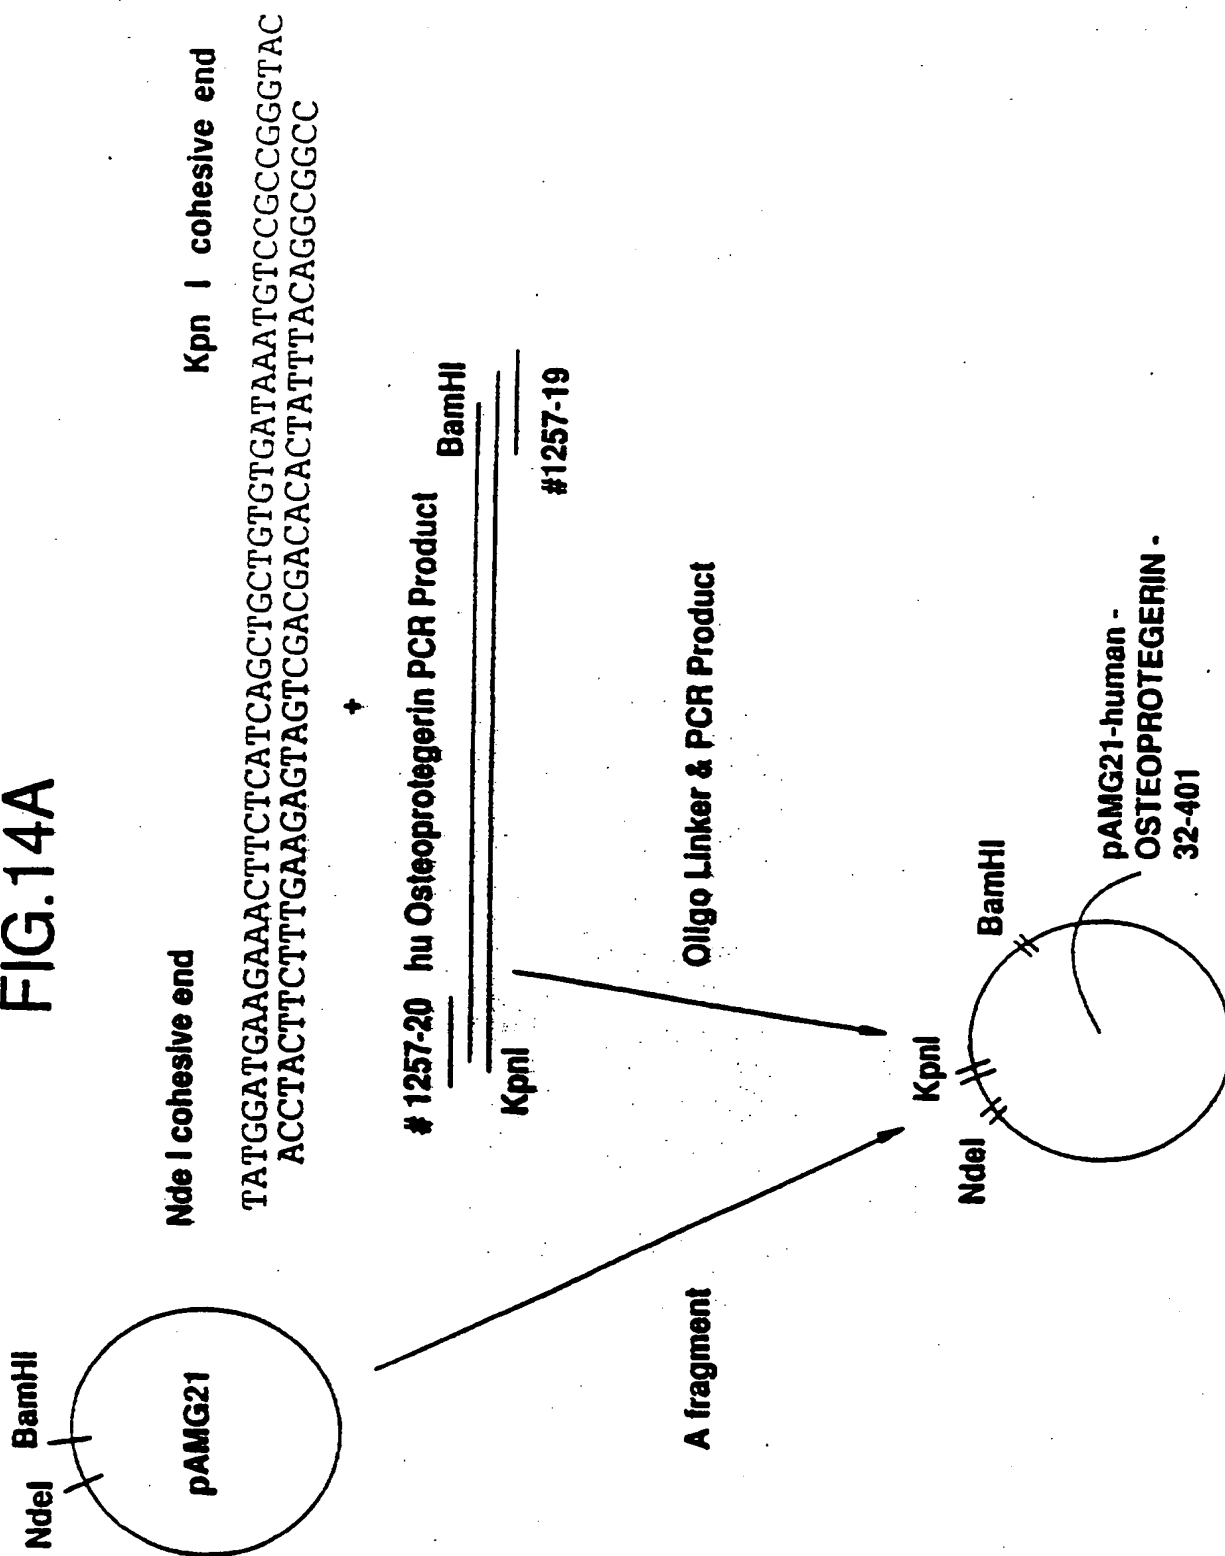 FIG.14A
NdeI
BamHI
pAMG21
Nde I cohesive end
Kpn I cohesive end
TATGGATGAAGAAACTTCTCATCAGCTGCTGTGTGATAAATGTCCGCCGGGTAC
ACCTACTTCTTTGAAGAGTAGTCGACGACACACTATTTACAGGCGGCC
+
#1257-20
hu Osteoprotegerin PCR Product
KpnI
BamHI
#1257-19
A fragment
Oligo Linker & PCR Product
NdeI
KpnI
BamHI
pAMG21-human -
OSTEOPROTEGERIN -
32-401